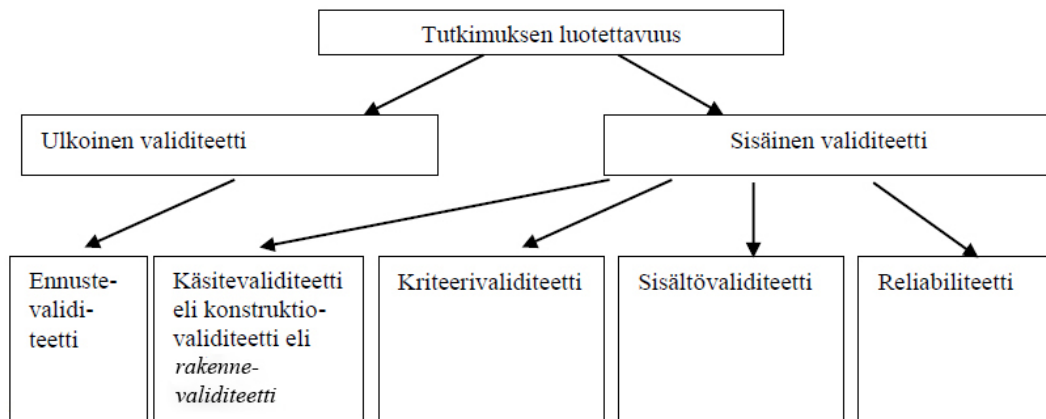 Tutkimuksen luotettavuus
Ulkoinen validiteetti
Sisäinen validiteetti
Ennuste-
validi-
teetti
Käsitevaliditeetti
eli konstruktio-
validiteetti eli
rakenne-
validiteetti
Kriteerivaliditeetti
Sisältövaliditeetti
Reliabiliteetti